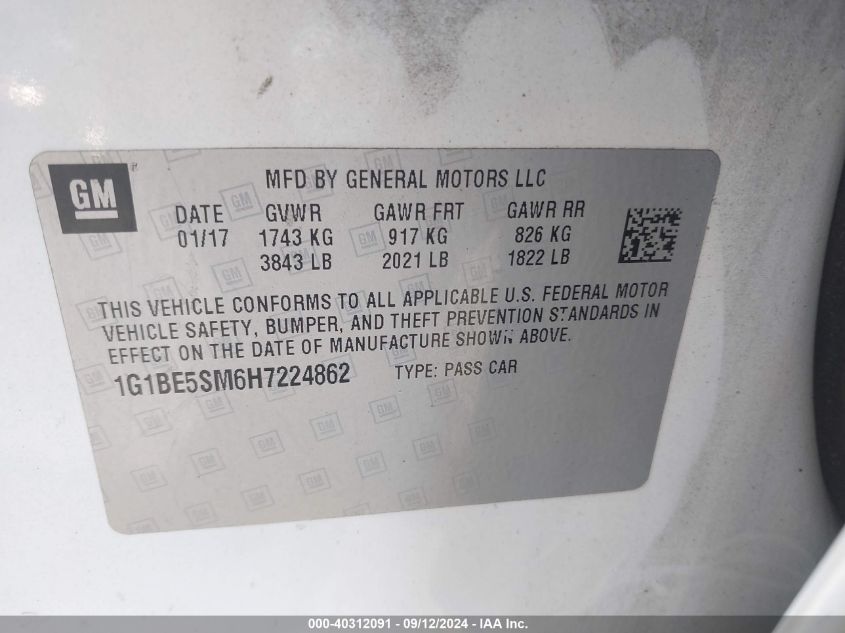 GM
MFD BY GENERAL MOTORS LLC
DATE GVWR GAWR FRT GAWR RR
01/17 1743 KG 917 KG 826 KG
3843 LB 2021 LB 1822 LB
THIS VEHICLE CONFORMS TO ALL APPLICABLE U.S. FEDERAL MOTOR
VEHICLE SAFETY, BUMPER, AND THEFT PREVENTION STANDARDS IN
EFFECT ON THE DATE OF MANUFACTURE SHOWN ABOVE.
1G1BE5SM6H7224862 TYPE: PASS CAR
000-40312091 - 09/12/2024 - IAA Inc.